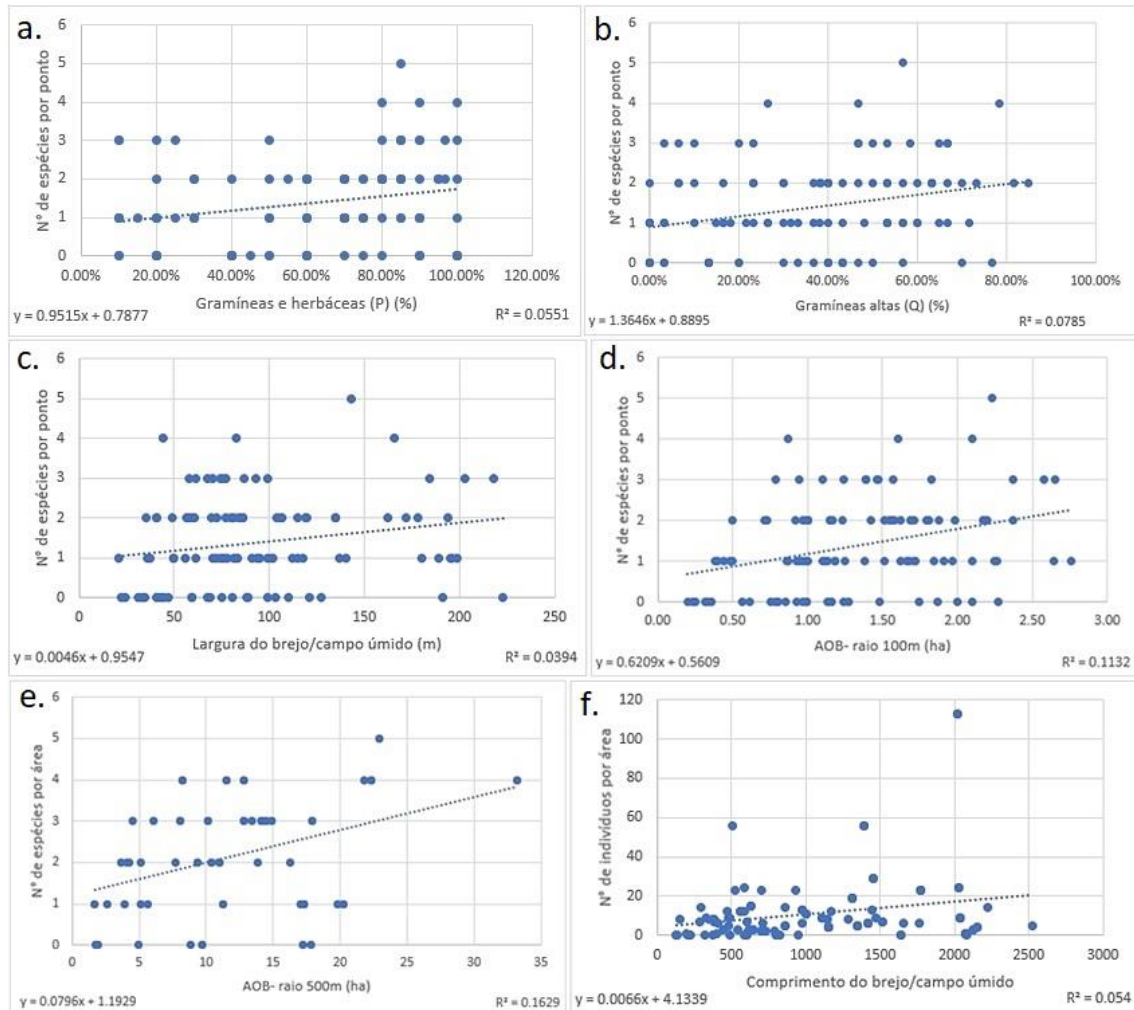 a.
N° de espécies por ponto
6
5
4
3
2
1
0
0.00% 20.00% 40.00% 60.00% 80.00% 100.00% 120.00%
Gramíneas e herbáceas (P) (%)
y = 0.9515x + 0.7877
R² = 0.0551
b.
N° de espécies por ponto
6
5
4
3
2
1
0
0.00% 20.00% 40.00% 60.00% 80.00% 100.00%
Gramíneas altas (Q) (%)
y = 1.3646x + 0.8895
R² = 0.0785
c.
N° de espécies por ponto
6
5
4
3
2
1
0
0 50 100 150 200 250
Largura do brejo/campo úmido (m)
y = 0.0046x + 0.9547
R² = 0.0394
d.
N° de espécies por ponto
6
5
4
3
2
1
0
0.00 0.50 1.00 1.50 2.00 2.50 3.00
AOB- raio 100m (ha)
y = 0.6209x + 0.5609
R² = 0.1132
e.
N° de espécies por área
6
5
4
3
2
1
0
0 5 10 15 20 25 30 35
AOB- raio 500m (ha)
y = 0.0796x + 1.1929
R² = 0.1629
f.
N° de indivíduos por área
120
100
80
60
40
20
0
0 500 1000 1500 2000 2500 3000
Comprimento do brejo/campo úmido
y = 0.0066x + 4.1339
R² = 0.054